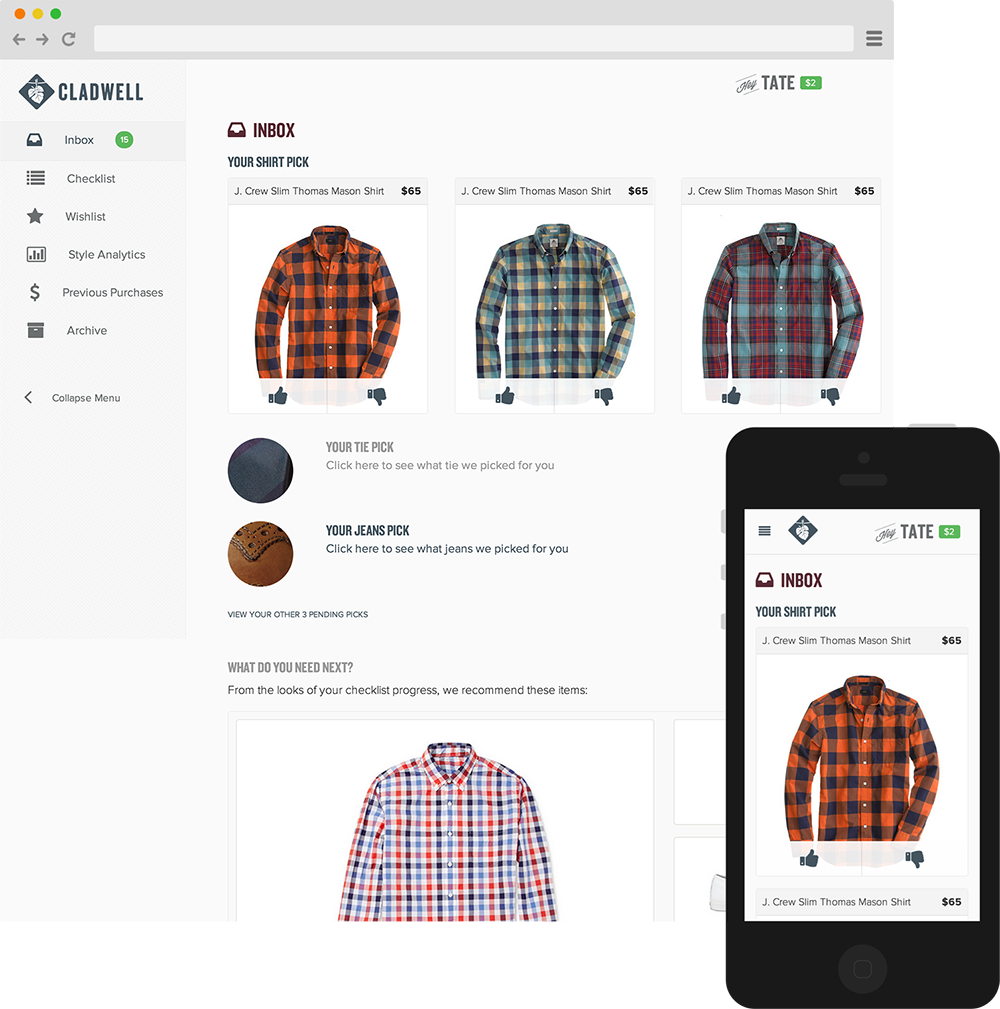 CLADWELL
Hey TATE $2
Inbox 15
Checklist
Wishlist
Style Analytics
Previous Purchases
Archive
Collapse Menu
INBOX
YOUR SHIRT PICK
J. Crew Slim Thomas Mason Shirt $65
J. Crew Slim Thomas Mason Shirt $65
J. Crew Slim Thomas Mason Shirt $65
YOUR TIE PICK
Click here to see what tie we picked for you
YOUR JEANS PICK
Click here to see what jeans we picked for you
VIEW YOUR OTHER 3 PENDING PICKS
WHAT DO YOU NEED NEXT?
From the looks of your checklist progress, we recommend these items:
Hey TATE $2
INBOX
YOUR SHIRT PICK
J. Crew Slim Thomas Mason Shirt $65
J. Crew Slim Thomas Mason Shirt $65